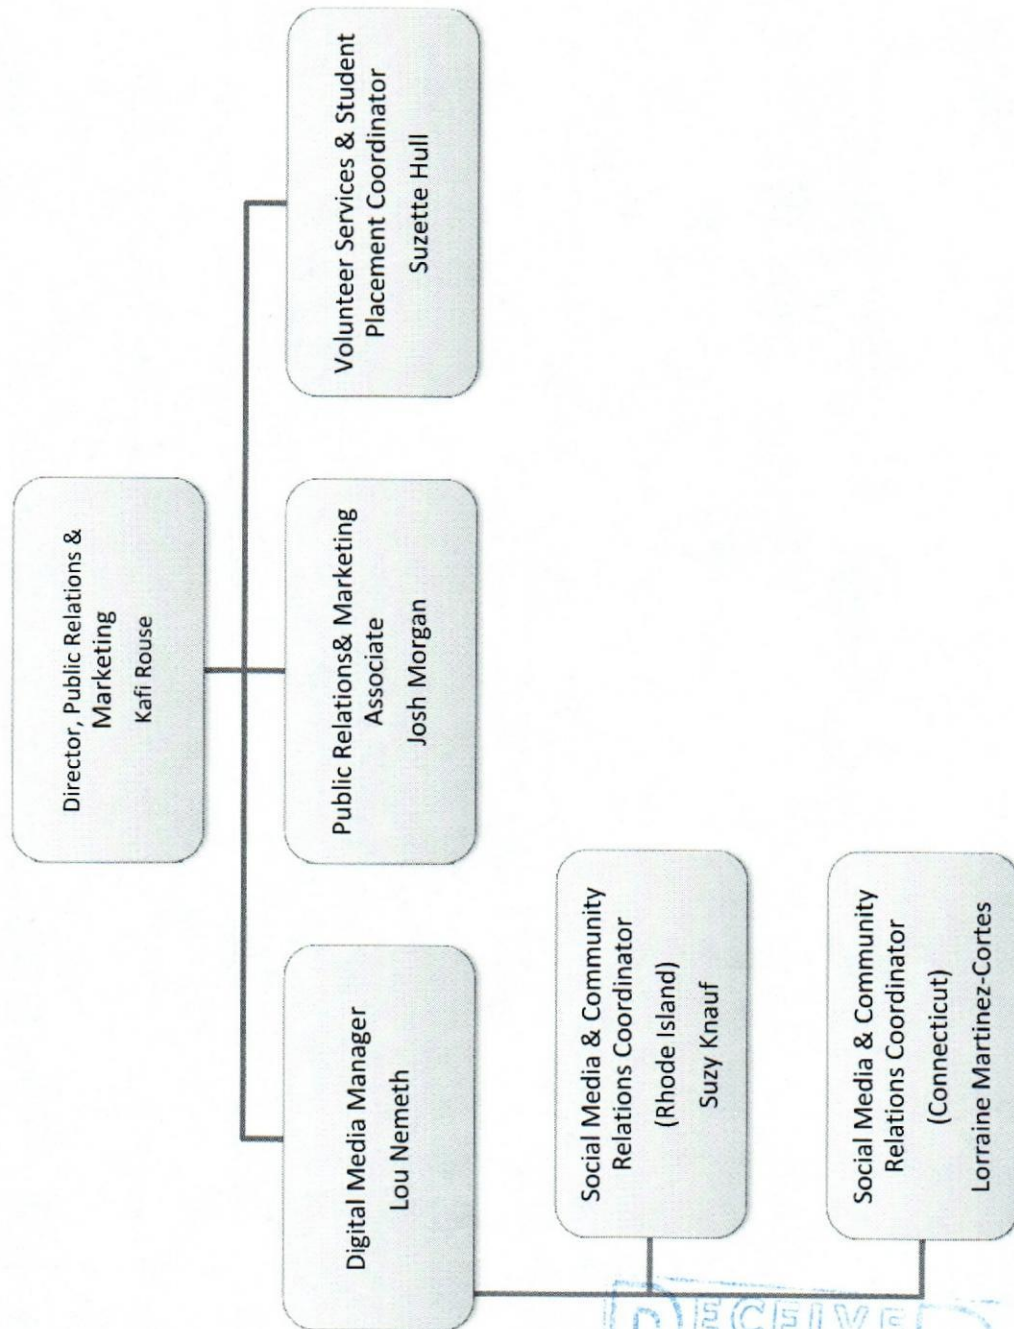 Director, Public Relations &
Marketing
Kafi Rouse
Digital Media Manager
Lou Nemeth
Public Relations& Marketing
Associate
Josh Morgan
Volunteer Services & Student
Placement Coordinator
Suzette Hull
Social Media & Community
Relations Coordinator
(Rhode Island)
Suzy Knauf
Social Media & Community
Relations Coordinator
(Connecticut)
Lorraine Martinez-Cortes